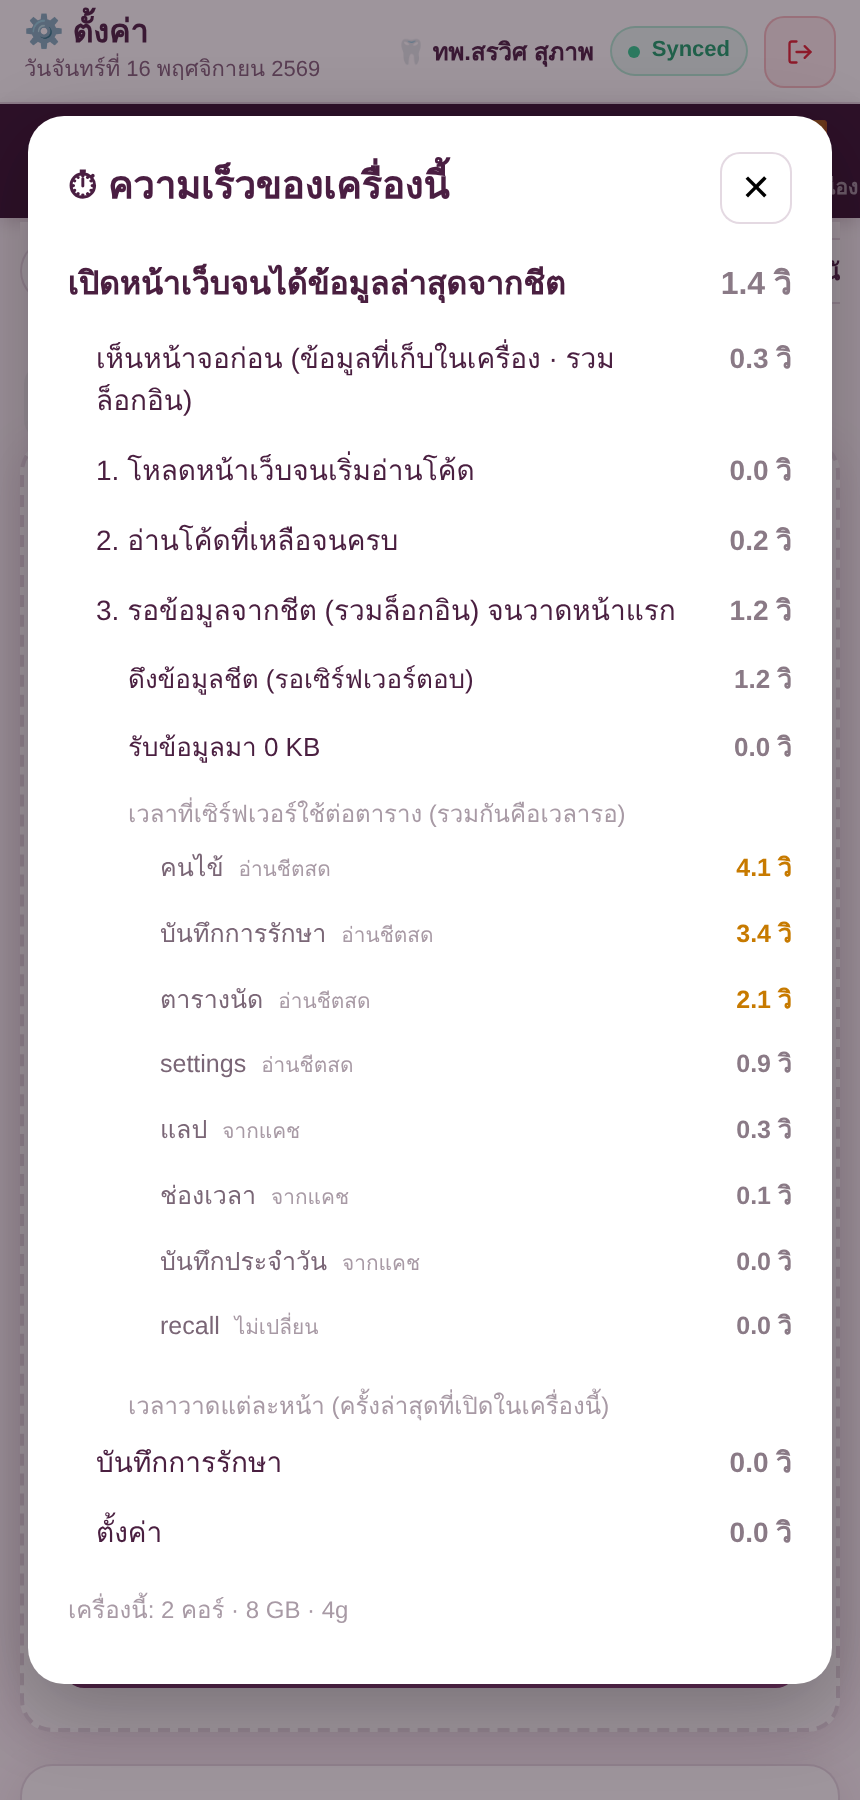 ⚙️ ตั้งค่า
วันจันทร์ที่ 16 พฤศจิกายน 2569
🦷 ทพ.สรวิศ สุภาพ
Synced
⏱ ความเร็วของเครื่องนี้
✕
เปิดหน้าเว็บจนได้ข้อมูลล่าสุดจากชีต 1.4 วิ
เห็นหน้าจอก่อน (ข้อมูลที่เก็บในเครื่อง · รวม
ล็อกอิน) 0.3 วิ
1. โหลดหน้าเว็บจนเริ่มอ่านโค้ด 0.0 วิ
2. อ่านโค้ดที่เหลือจนครบ 0.2 วิ
3. รอข้อมูลจากชีต (รวมล็อกอิน) จนวาดหน้าแรก 1.2 วิ
ดึงข้อมูลชีต (รอเซิร์ฟเวอร์ตอบ) 1.2 วิ
รับข้อมูลมา 0 KB 0.0 วิ
เวลาที่เซิร์ฟเวอร์ใช้ต่อตาราง (รวมกันคือเวลารอ)
คนไข้ อ่านชีตสด 4.1 วิ
บันทึกการรักษา อ่านชีตสด 3.4 วิ
ตารางนัด อ่านชีตสด 2.1 วิ
settings อ่านชีตสด 0.9 วิ
แลป จากแคช 0.3 วิ
ช่องเวลา จากแคช 0.1 วิ
บันทึกประจำวัน จากแคช 0.0 วิ
recall ไม่เปลี่ยน 0.0 วิ
เวลาวาดแต่ละหน้า (ครั้งล่าสุดที่เปิดในเครื่องนี้)
บันทึกการรักษา 0.0 วิ
ตั้งค่า 0.0 วิ
เครื่องนี้: 2 คอร์ · 8 GB · 4g